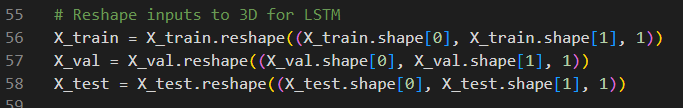 55 # Reshape inputs to 3D for LSTM
56 X_train = X_train.reshape((X_train.shape[0], X_train.shape[1], 1))
57 X_val = X_val.reshape((X_val.shape[0], X_val.shape[1], 1))
58 X_test = X_test.reshape((X_test.shape[0], X_test.shape[1], 1))
59